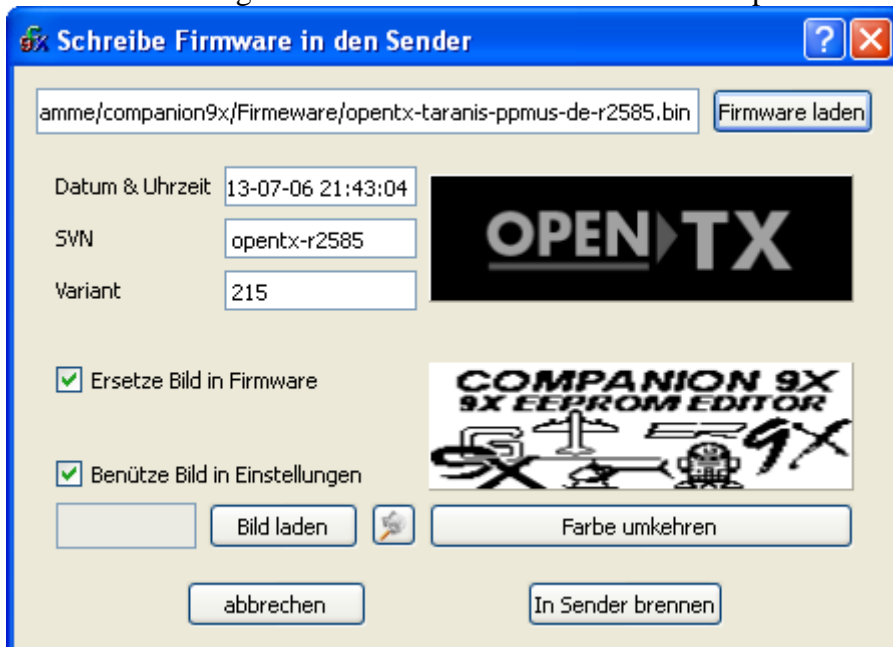 9x Schreibe Firmware in den Sender
amme/companion9x/Firmeware/opentx-taranis-ppmus-de-r2585.bin Firmware laden
Datum & Uhrzeit 13-07-06 21:43:04
SVN opentx-r2585
Variant 215
OPEN TX
Ersetze Bild in Firmware
COMPANION 9X
9X EEPROM EDITOR
9X
Benütze Bild in Einstellungen
Bild laden Farbe umkehren
abbrechen In Sender brennen